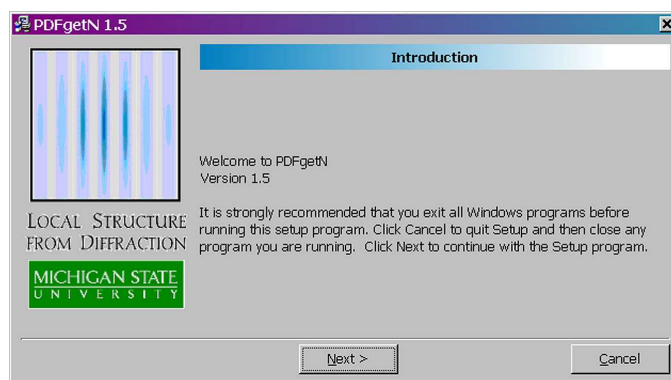 PDFgetN 1.5
Introduction
Welcome to PDFgetN
Version 1.5
It is strongly recommended that you exit all Windows programs before
running this setup program. Click Cancel to quit Setup and then close any
program you are running. Click Next to continue with the Setup program.
LOCAL STRUCTURE
FROM DIFFRACTION
MICHIGAN STATE
UNIVERSITY
Next >
Cancel